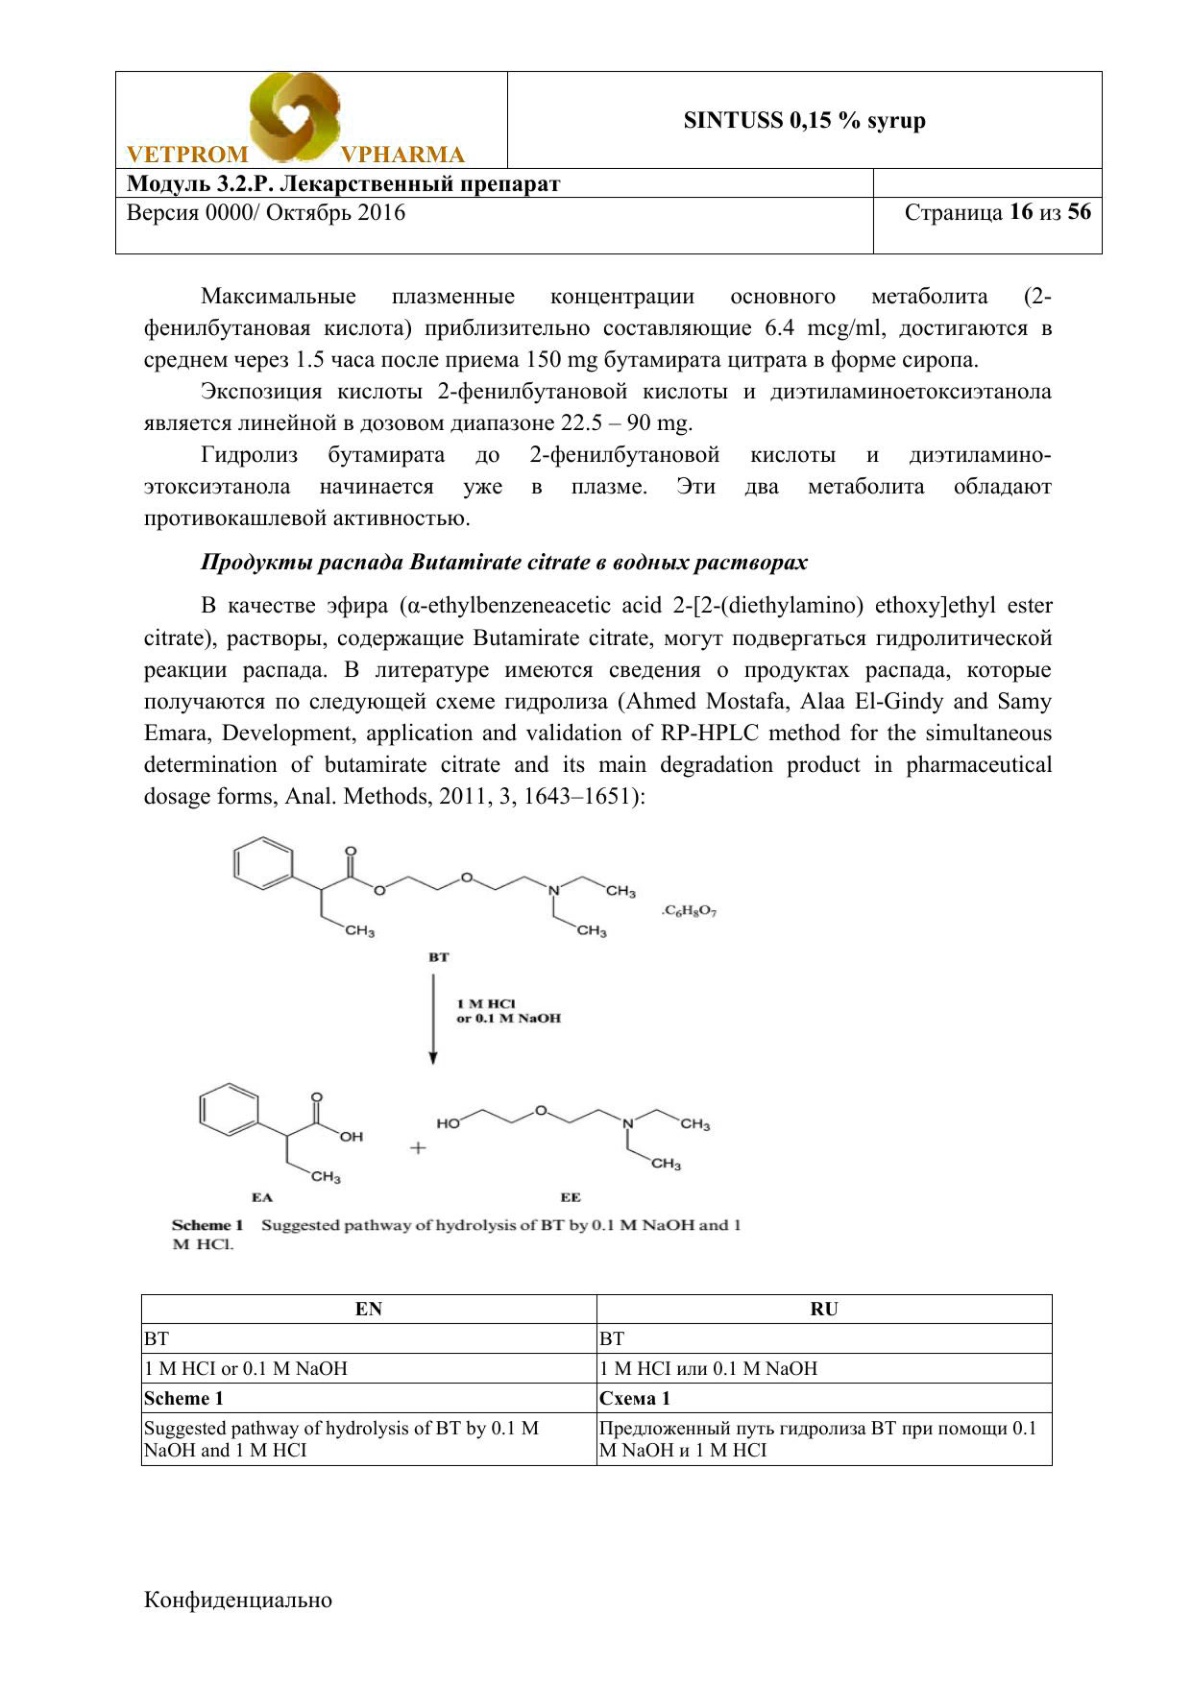 VETPROM VPHARMA
SINTUSS 0,15 % syrup
Модуль 3.2.P. Лекарственный препарат
Версия 0000/ Октябрь 2016
Страница 16 из 56
Максимальные плазменные концентрации основного метаболита (2-
фенилбутановая кислота) приблизительно составляющие 6.4 mcg/ml, достигаются в
среднем через 1.5 часа после приема 150 mg бутамирата цитрата в форме сиропа.
Экспозиция кислоты 2-фенилбутановой кислоты и диэтиламиноетоксиэтанола
является линейной в дозовом диапазоне 22.5 – 90 mg.
Гидролиз бутамирата до 2-фенилбутановой кислоты и диэтиламино-
этоксиэтанола начинается уже в плазме. Эти два метаболита обладают
противокашлевой активностью.
Продукты распада Butamirate citrate в водных растворах
В качестве эфира (α-ethylbenzeneacetic acid 2-[2-(diethylamino) ethoxy]ethyl ester
citrate), растворы, содержащие Butamirate citrate, могут подвергаться гидролитической
реакции распада. В литературе имеются сведения о продуктах распада, которые
получаются по следующей схеме гидролиза (Ahmed Mostafa, Alaa El-Gindy and Samy
Emara, Development, application and validation of RP-HPLC method for the simultaneous
determination of butamirate citrate and its main degradation product in pharmaceutical
dosage forms, Anal. Methods, 2011, 3, 1643–1651):
O
O
O
N
CH3
CH3
CH3
.C6H8O7
BT
1 M HCl
or 0.1 M NaOH
O
OH
CH3
+
HO
O
N
CH3
CH3
EA
EE
Scheme 1 Suggested pathway of hydrolysis of BT by 0.1 M NaOH and 1
M HCl.
EN
RU
BT
BT
1 M HCI or 0.1 M NaOH
1 M HCI или 0.1 M NaOH
Scheme 1
Схема 1
Suggested pathway of hydrolysis of BT by 0.1 M
NaOH and 1 M HCI
Предложенный путь гидролиза BT при помощи 0.1
M NaOH и 1 M HCI
Конфиденциально